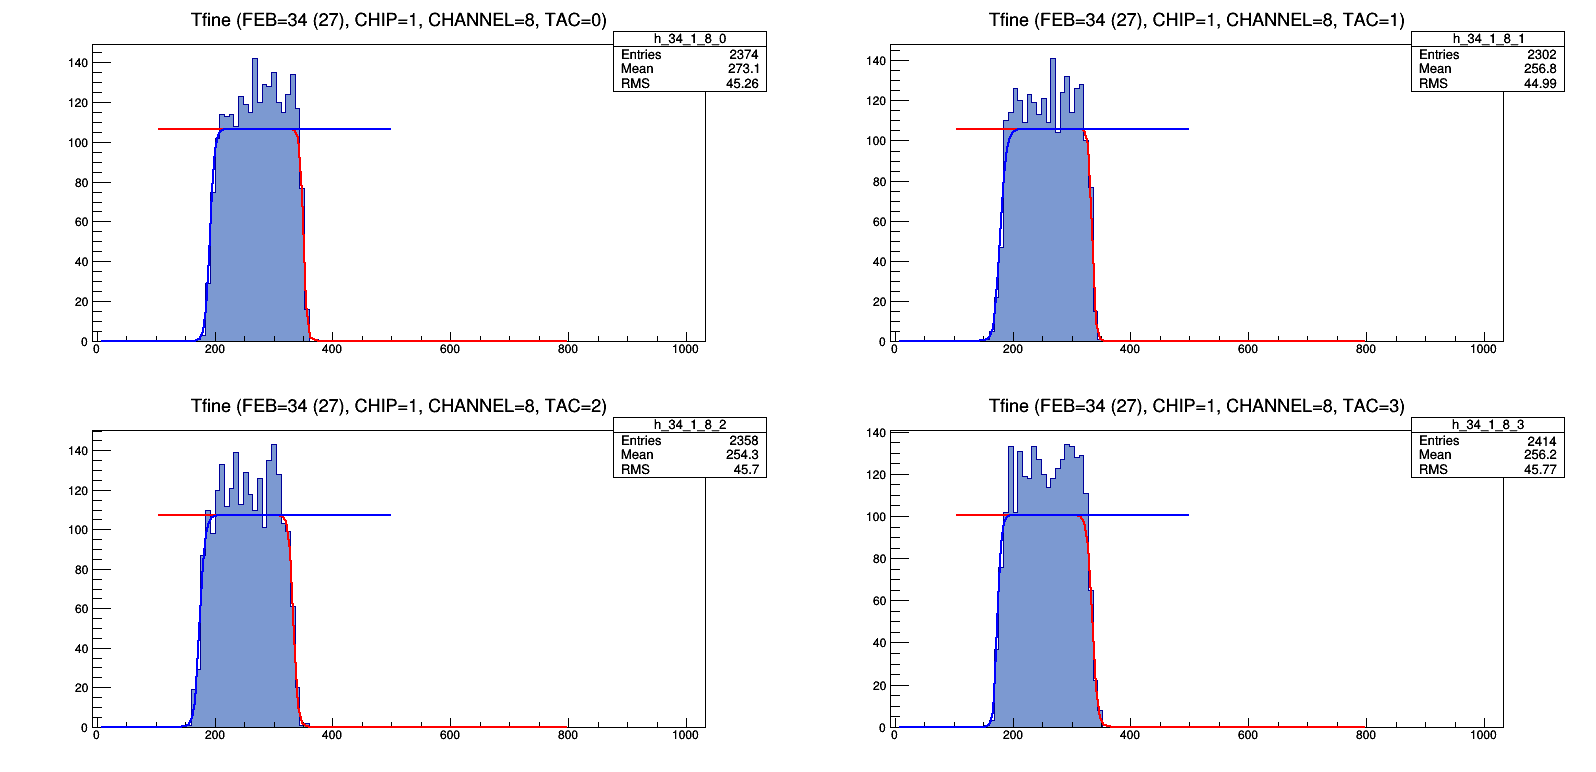 Tfine (FEB=34 (27), CHIP=1, CHANNEL=8, TAC=0)
h_34_1_8_0
Entries 2374
Mean 273.1
RMS 45.26
140
120
100
80
60
40
20
0
0 200 400 600 800 1000
Tfine (FEB=34 (27), CHIP=1, CHANNEL=8, TAC=1)
h_34_1_8_1
Entries 2302
Mean 256.8
RMS 44.99
140
120
100
80
60
40
20
0
0 200 400 600 800 1000
Tfine (FEB=34 (27), CHIP=1, CHANNEL=8, TAC=2)
h_34_1_8_2
Entries 2358
Mean 254.3
RMS 45.7
140
120
100
80
60
40
20
0
0 200 400 600 800 1000
Tfine (FEB=34 (27), CHIP=1, CHANNEL=8, TAC=3)
h_34_1_8_3
Entries 2414
Mean 256.2
RMS 45.77
140
120
100
80
60
40
20
0
0 200 400 600 800 1000